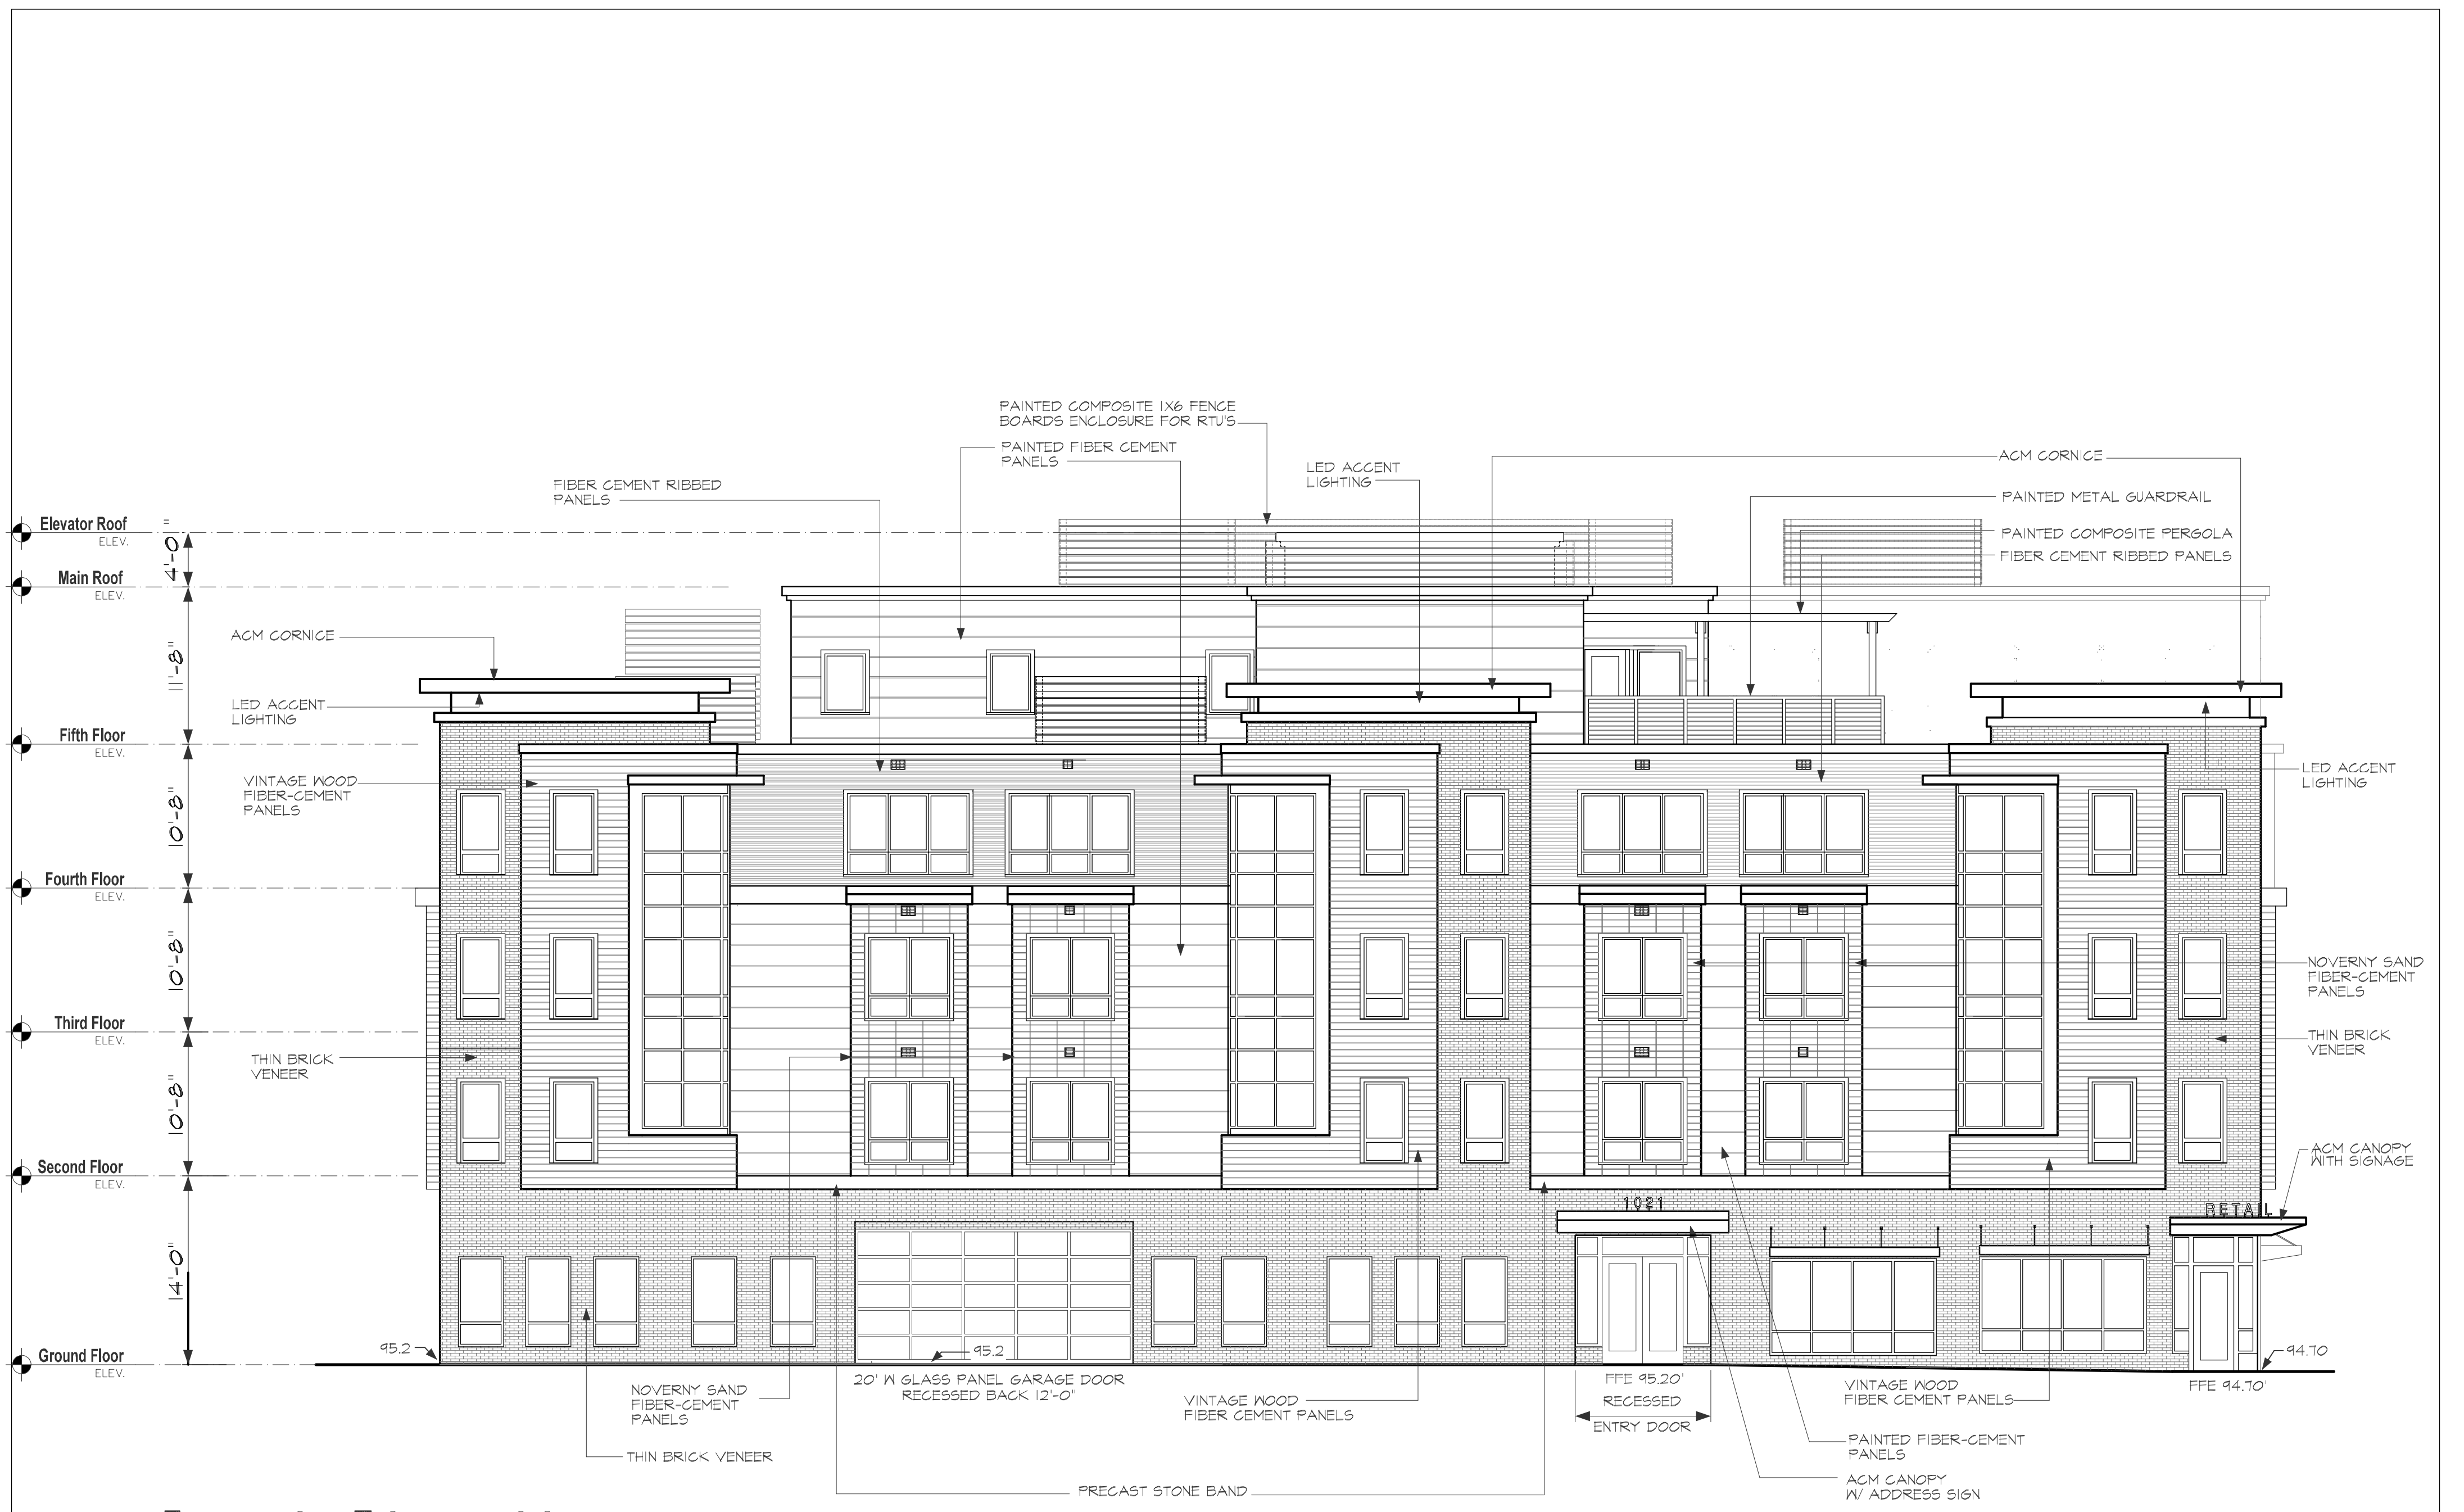 PAINTED COMPOSITE 1X6 FENCE
BOARDS ENCLOSURE FOR RTU'S
PAINTED FIBER CEMENT
PANELS
LED ACCENT
LIGHTING
ACM CORNICE
FIBER CEMENT RIBBED
PANELS
PAINTED METAL GUARDRAIL
PAINTED COMPOSITE PERGOLA
FIBER CEMENT RIBBED PANELS
Elevator Roof
ELEV.
4'-0"
Main Roof
ELEV.
11'-8"
ACM CORNICE
LED ACCENT
LIGHTING
Fifth Floor
ELEV.
10'-8"
VINTAGE WOOD
FIBER-CEMENT
PANELS
LED ACCENT
LIGHTING
Fourth Floor
ELEV.
10'-8"
NOVERNY SAND
FIBER-CEMENT
PANELS
Third Floor
ELEV.
10'-8"
THIN BRICK
VENEER
THIN BRICK
VENEER
Second Floor
ELEV.
14'-0"
ACM CANOPY
WITH SIGNAGE
1021
RETAIL
Ground Floor
ELEV.
95.2
95.2
94.70
20' W GLASS PANEL GARAGE DOOR
RECESSED BACK 12'-0"
FFE 95.20'
RECESSED
ENTRY DOOR
FFE 94.70'
NOVERNY SAND
FIBER-CEMENT
PANELS
VINTAGE WOOD
FIBER CEMENT PANELS
VINTAGE WOOD
FIBER CEMENT PANELS
THIN BRICK VENEER
PAINTED FIBER-CEMENT
PANELS
PRECAST STONE BAND
ACM CANOPY
W/ ADDRESS SIGN